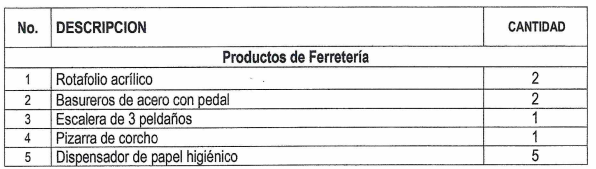 No. DESCRIPCION CANTIDAD
Productos de Ferretería
1 Rotafolio acrílico 2
2 Basureros de acero con pedal 2
3 Escalera de 3 peldaños 1
4 Pizarra de corcho 1
5 Dispensador de papel higiénico 5